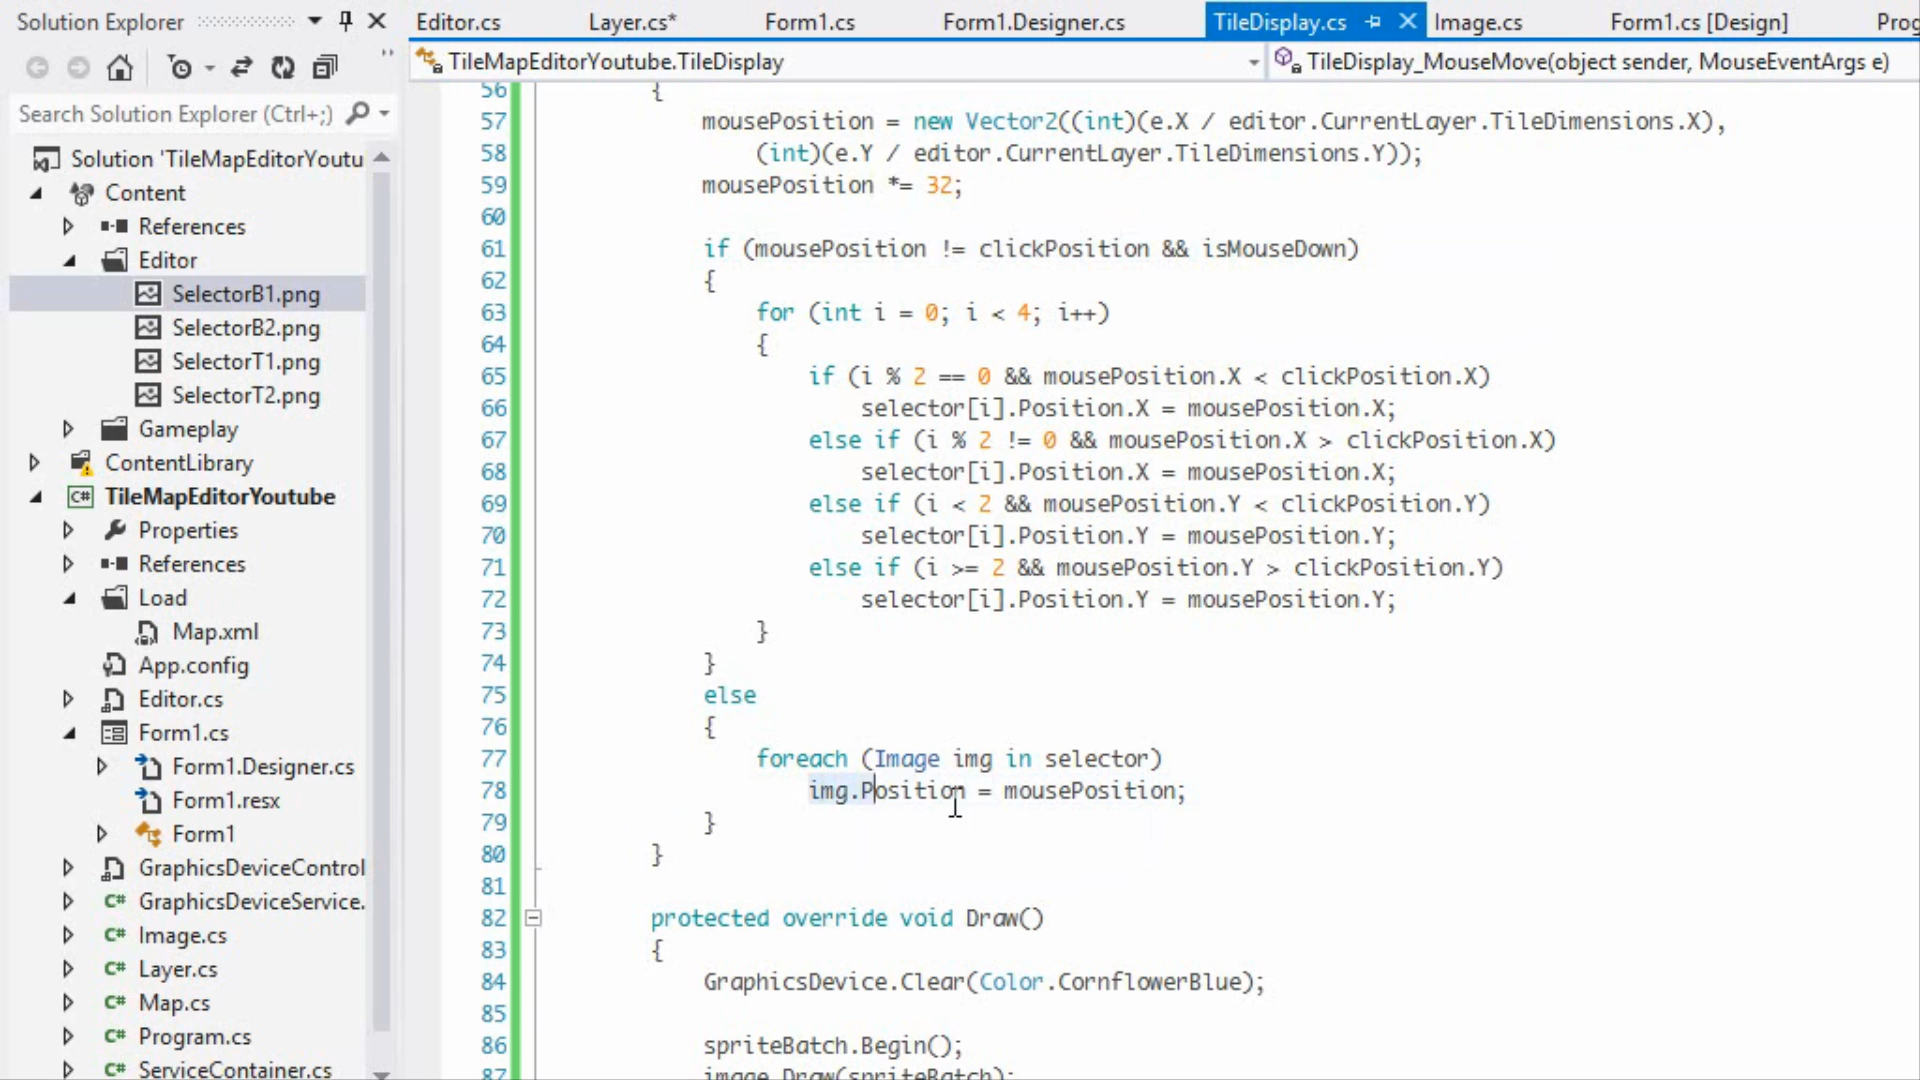 Solution Explorer
Editor.cs
Layer.cs*
Form1.cs
Form1.Designer.cs
TileDisplay.cs
Image.cs
Form1.cs [Design]
Prog
TileMapEditorYoutube.TileDisplay
TileDisplay_MouseMove(object sender, MouseEventArgs e)
Search Solution Explorer (Ctrl+;)
Solution 'TileMapEditorYoutu
Content
References
Editor
SelectorB1.png
SelectorB2.png
SelectorT1.png
SelectorT2.png
Gameplay
ContentLibrary
TileMapEditorYoutube
Properties
References
Load
Map.xml
App.config
Editor.cs
Form1.cs
Form1.Designer.cs
Form1.resx
Form1
GraphicsDeviceControl
GraphicsDeviceService.
Image.cs
Layer.cs
Map.cs
Program.cs
ServiceContainer.cs
56 {
57 mousePosition = new Vector2((int)(e.X / editor.CurrentLayer.TileDimensions.X),
58 (int)(e.Y / editor.CurrentLayer.TileDimensions.Y));
59 mousePosition *= 32;
60
61 if (mousePosition != clickPosition && isMouseDown)
62 {
63 for (int i = 0; i < 4; i++)
64 {
65 if (i % 2 == 0 && mousePosition.X < clickPosition.X)
66 selector[i].Position.X = mousePosition.X;
67 else if (i % 2 != 0 && mousePosition.X > clickPosition.X)
68 selector[i].Position.X = mousePosition.X;
69 else if (i < 2 && mousePosition.Y < clickPosition.Y)
70 selector[i].Position.Y = mousePosition.Y;
71 else if (i >= 2 && mousePosition.Y > clickPosition.Y)
72 selector[i].Position.Y = mousePosition.Y;
73 }
74 }
75 else
76 {
77 foreach (Image img in selector)
78 img.Position = mousePosition;
79 }
80 }
81
82 protected override void Draw()
83 {
84 GraphicsDevice.Clear(Color.CornflowerBlue);
85
86 spriteBatch.Begin();
87 image.Draw(spriteBatch);